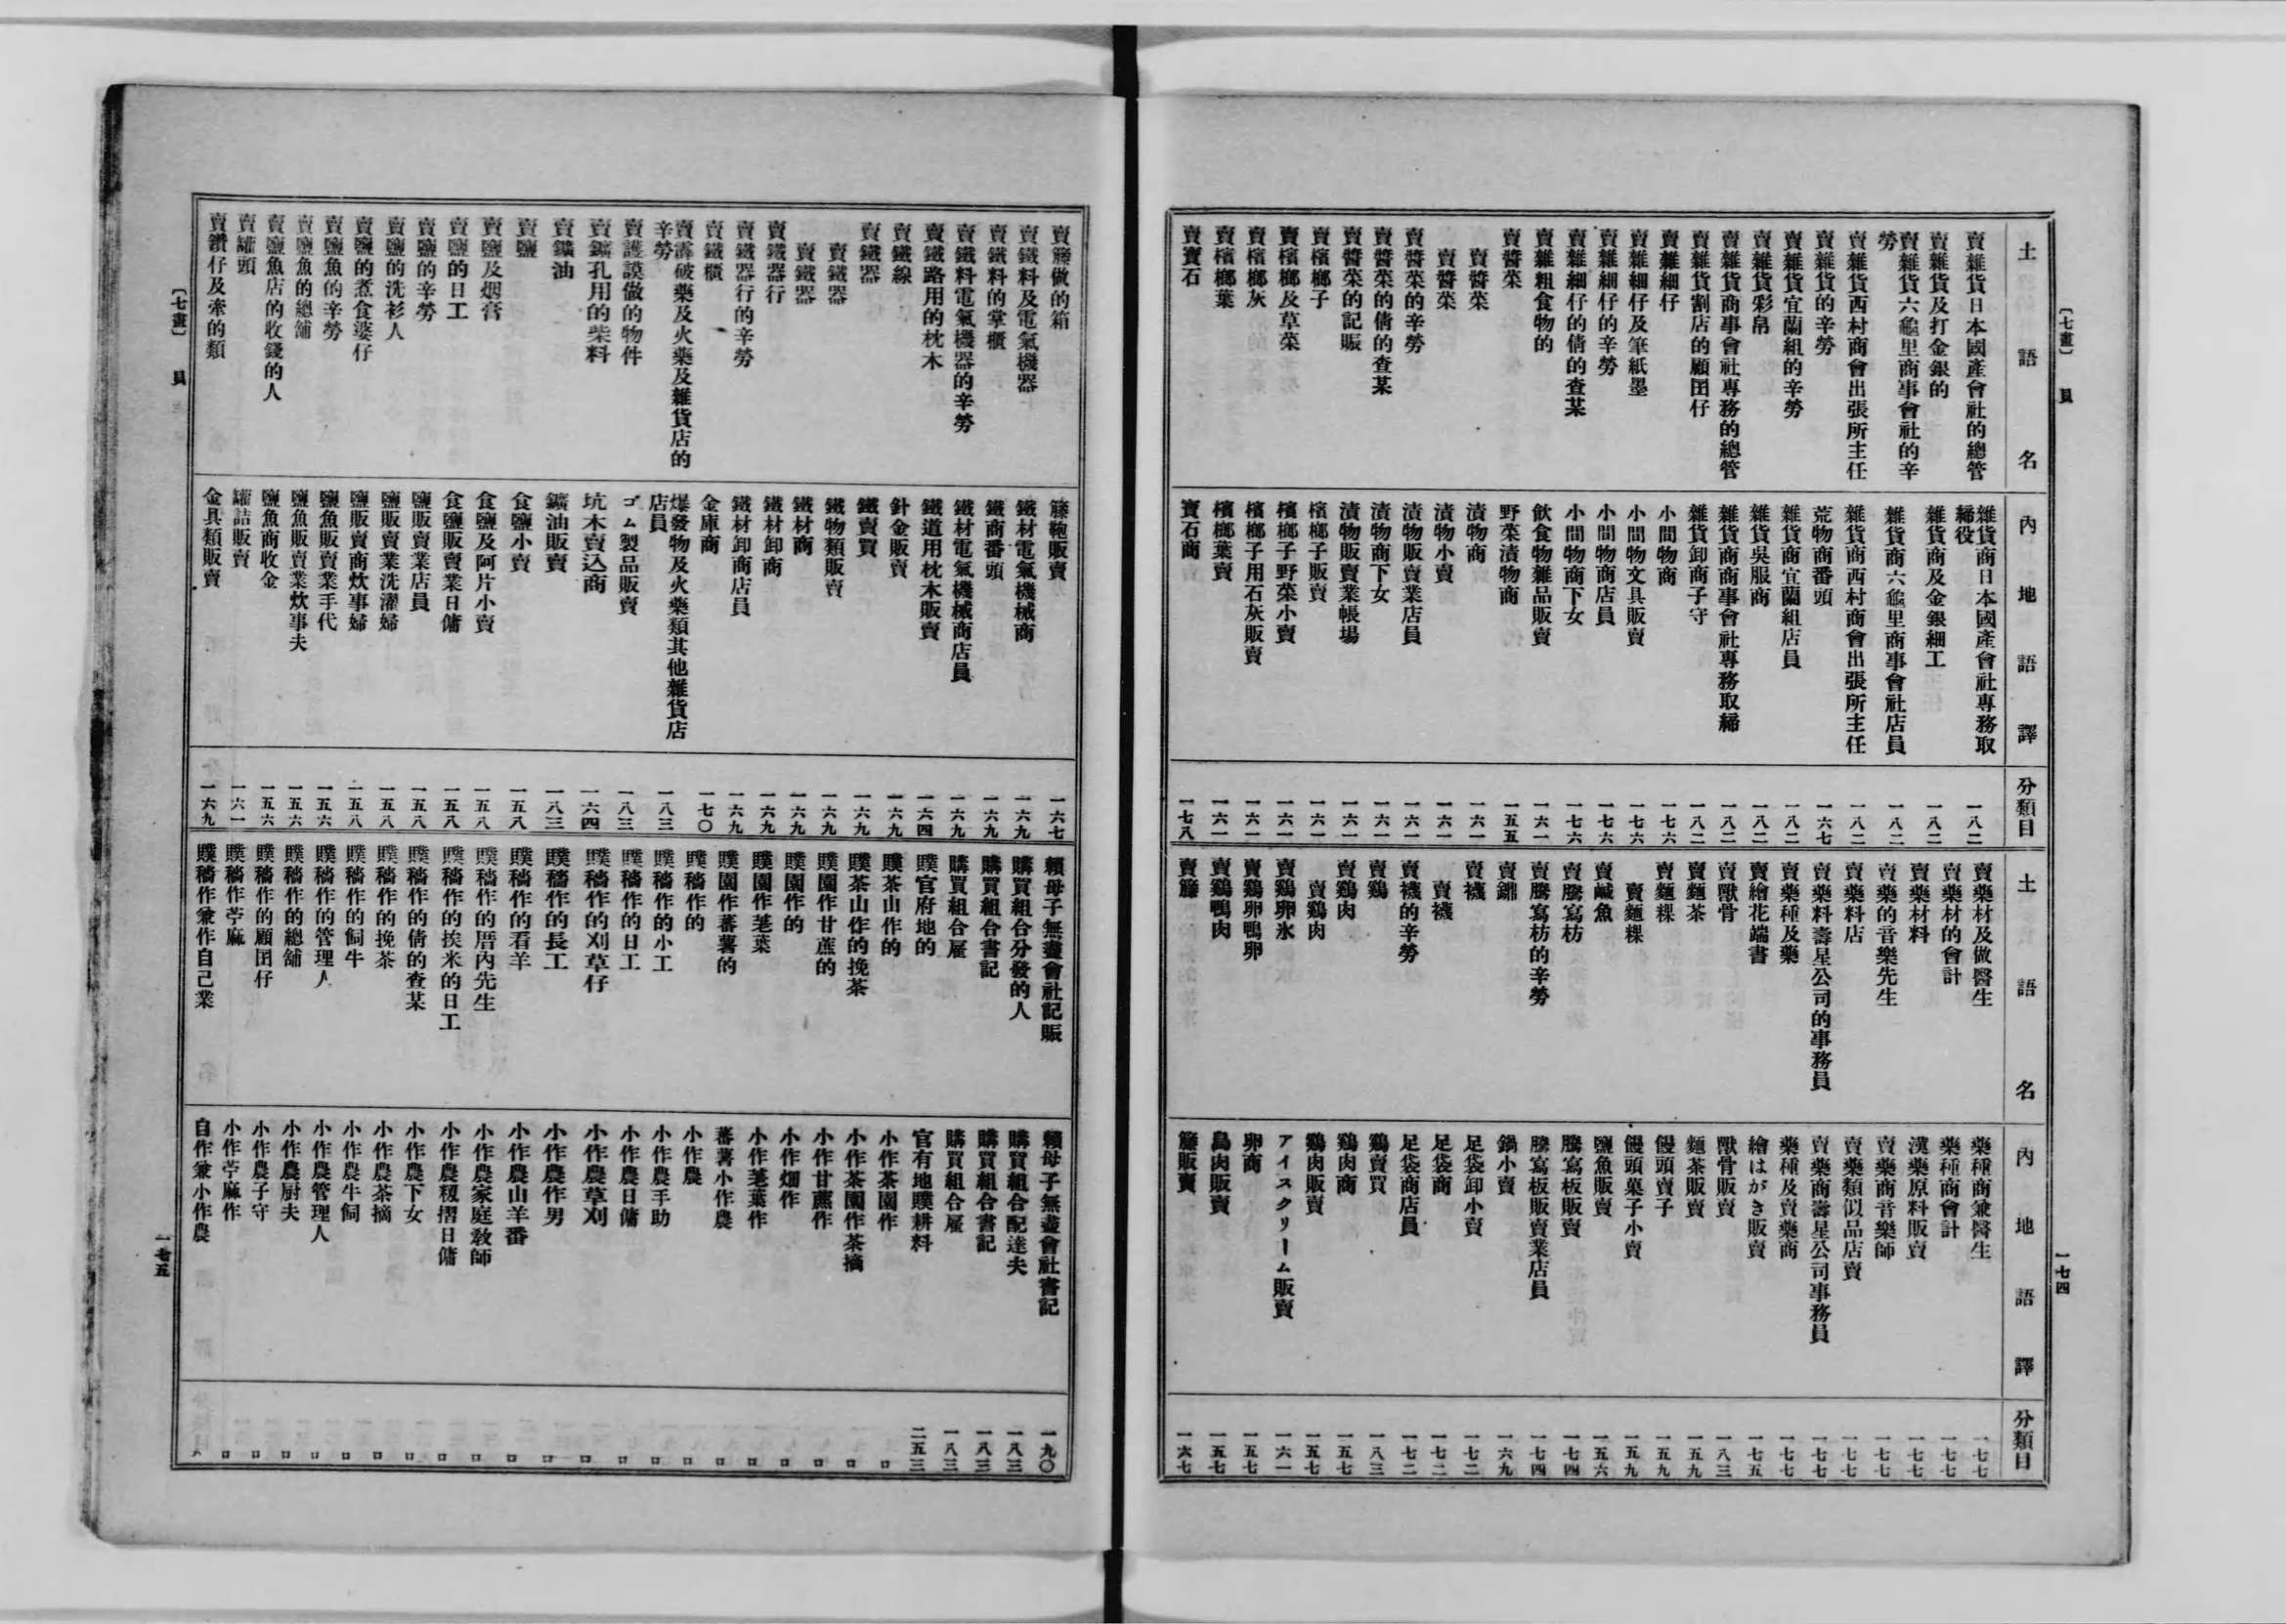 〔七畫〕 貝
土語名 內地語譯 分類目
賣雜貨日本國產會社的總管 雜貨商日本國產會社專務取締役 一八二
賣雜貨及打金銀的 雜貨商及金銀細工 一八二
賣雜貨六龜里商事會社的辛勞 雜貨商六龜里商事會社店員 一八二
賣雜貨西村商會出張所主任 雜貨商西村商會出張所主任 一八二
賣雜貨的辛勞 荒物商番頭 一六七
賣雜貨宜蘭組的辛勞 雜貨商宜蘭組店員 一八二
賣雜貨彩帛 雜貨吳服商 一八二
賣雜貨商事會社專務的總管 雜貨商商事會社專務取締 一八二
賣雜貨割店的顧囝仔 雜貨卸商子守 一八二
賣雜細仔 小間物商 一七六
賣雜細仔及筆紙墨 小間物文具販賣 一七六
賣雜細仔的辛勞 小間物商店員 一七六
賣雜細仔的倩的查某 小間物商下女 一七六
賣雜粗食物的 飲食物雜品販賣 一六一
賣醬菜 野菜漬物商 一五五
賣醬菜 漬物商 一六一
賣醬菜 漬物小賣 一六一
賣醬菜的辛勞 漬物販賣業店員 一六一
賣醬菜的倩的查某 漬物商下女 一六一
賣醬菜的記賬 漬物販賣業帳場 一六一
賣檳榔子 檳榔子販賣 一六一
賣檳榔及草菜 檳榔子野菜小賣 一六一
賣檳榔灰 檳榔子用石灰販賣 一六一
賣檳榔葉 檳榔葉賣 一六一
賣寶石 寶石商 一七八
土語名 內地語譯 分類目
賣藥材及做醫生 藥種商兼醫生 一七七
賣藥材的會計 藥種商會計 一七七
賣藥材料 漢藥原料販賣 一七七
賣藥的音樂先生 賣藥商音樂師 一七七
賣藥料店 賣藥類似品店賣 一七七
賣藥料壽星公司的事務員 賣藥商壽星公司事務員 一七七
賣藥種及藥 藥種及賣藥商 一七七
賣繪花端書 繪はがき販賣 一七五
賣獸骨 獸骨販賣 一八三
賣麵茶 麵茶販賣 一五九
賣麵粿 饅頭賣子 一五九
賣麵粿 饅頭菓子小賣 一五九
賣鹹魚 鹽魚販賣 一五六
賣謄寫枋 謄寫板販賣 一七四
賣謄寫枋的辛勞 謄寫板販賣業店員 一七四
賣鍋 鍋小賣 一六九
賣襪 足袋卸小賣 一七二
賣襪 足袋商 一七二
賣襪的辛勞 足袋商店員 一七二
賣鷄 鷄賣買 一八三
賣鷄肉 鷄肉商 一五七
賣鷄肉 鷄肉販賣 一五七
賣鷄卵氷 アイスクリーム販賣 一六一
賣鷄卵鴨卵 卵商 一五七
賣鷄鴨肉 鳥肉販賣 一五七
賣籐 籐販賣 一六七
一七四
賣籐做的箱 籐鞄販賣 一六七
賣鐵料及電氣機器 鐵材電氣機械商 一六九
賣鐵料的掌櫃 鐵商番頭 一六九
賣鐵料電氣機器的辛勞 鐵材電氣機械商店員 一六九
賣鐵路用的枕木 鐵道用枕木販賣 一六四
賣鐵線 針金販賣 一六九
賣鐵器 鐵賣買 一六九
賣鐵器 鐵物類販賣 一六九
賣鐵器 鐵材商 一六九
賣鐵器行 鐵材卸商 一六九
賣鐵器行的辛勞 鐵材卸商店員 一六九
賣鐵櫃 金庫商 一七〇
賣霹破藥及火藥及雜貨店的辛勞 爆發物及火藥類其他雜貨店店員 一八三
賣護謨做的物件 ゴム製品販賣 一八三
賣鑛孔用的柴料 坑木賣込商 一六四
賣鑛油 鑛油販賣 一八三
賣鹽 食鹽小賣 一五八
賣鹽及烟膏 食鹽及阿片小賣 一五八
賣鹽的日工 食鹽販賣業日傭 一五八
賣鹽的辛勞 鹽販賣業店員 一五八
賣鹽的洗衫人 鹽販賣業洗濯婦 一五八
賣鹽的煮食婆仔 鹽販賣商炊事婦 一五八
賣鹽魚的辛勞 鹽魚販賣業手代 一五六
賣鹽魚的總舖 鹽魚販賣業炊事夫 一五六
賣鹽魚店的收錢的人 鹽魚商收金 一五六
賣罐頭 罐詰販賣 一六一
賣鑽仔及牽的類 金具類販賣 一六九
賴母子無盡會社記賬 賴母子無盡會社書記 一九〇
購買組合分發的人 購買組合配達夫 一八三
購買組合書記 購買組合書記 一八三
購買組合雇 購買組合雇 一八三
贌官府地的 官有地贌耕料 二五三
贌茶山作的 小作茶園作 ロ
贌茶山作的挽茶 小作茶園作茶摘 ロ
贌園作甘蔗的 小作甘蔗作 ロ
贌園作的 小作畑作 ロ
贌園作荖葉 小作荖葉作 ロ
贌園作蕃薯的 蕃薯小作農 ロ
贌穡作的 小作農 ロ
贌穡作的小工 小作農手助 ロ
贌穡作的日工 小作農日傭 ロ
贌穡作的刈草仔 小作農草刈 ロ
贌穡作的長工 小作農作男 ロ
贌穡作的看羊 小作農山羊番 ロ
贌穡作的厝內先生 小作農家庭敎師 ロ
贌穡作的挨米的日工 小作農籾摺日傭 ロ
贌穡作的倩的查某 小作農下女 ロ
贌穡作的挽茶 小作農茶摘 ロ
贌穡作的飼牛 小作農牛飼 ロ
贌穡作的管理人 小作農管理人 ロ
贌穡作的總舖 小作農厨夫 ロ
贌穡作的顧囝仔 小作農子守 ロ
贌穡作苧麻 小作苧麻作 ロ
贌穡作兼作自己業 自作兼小作農 ハ
〔七畫〕 貝
一七五